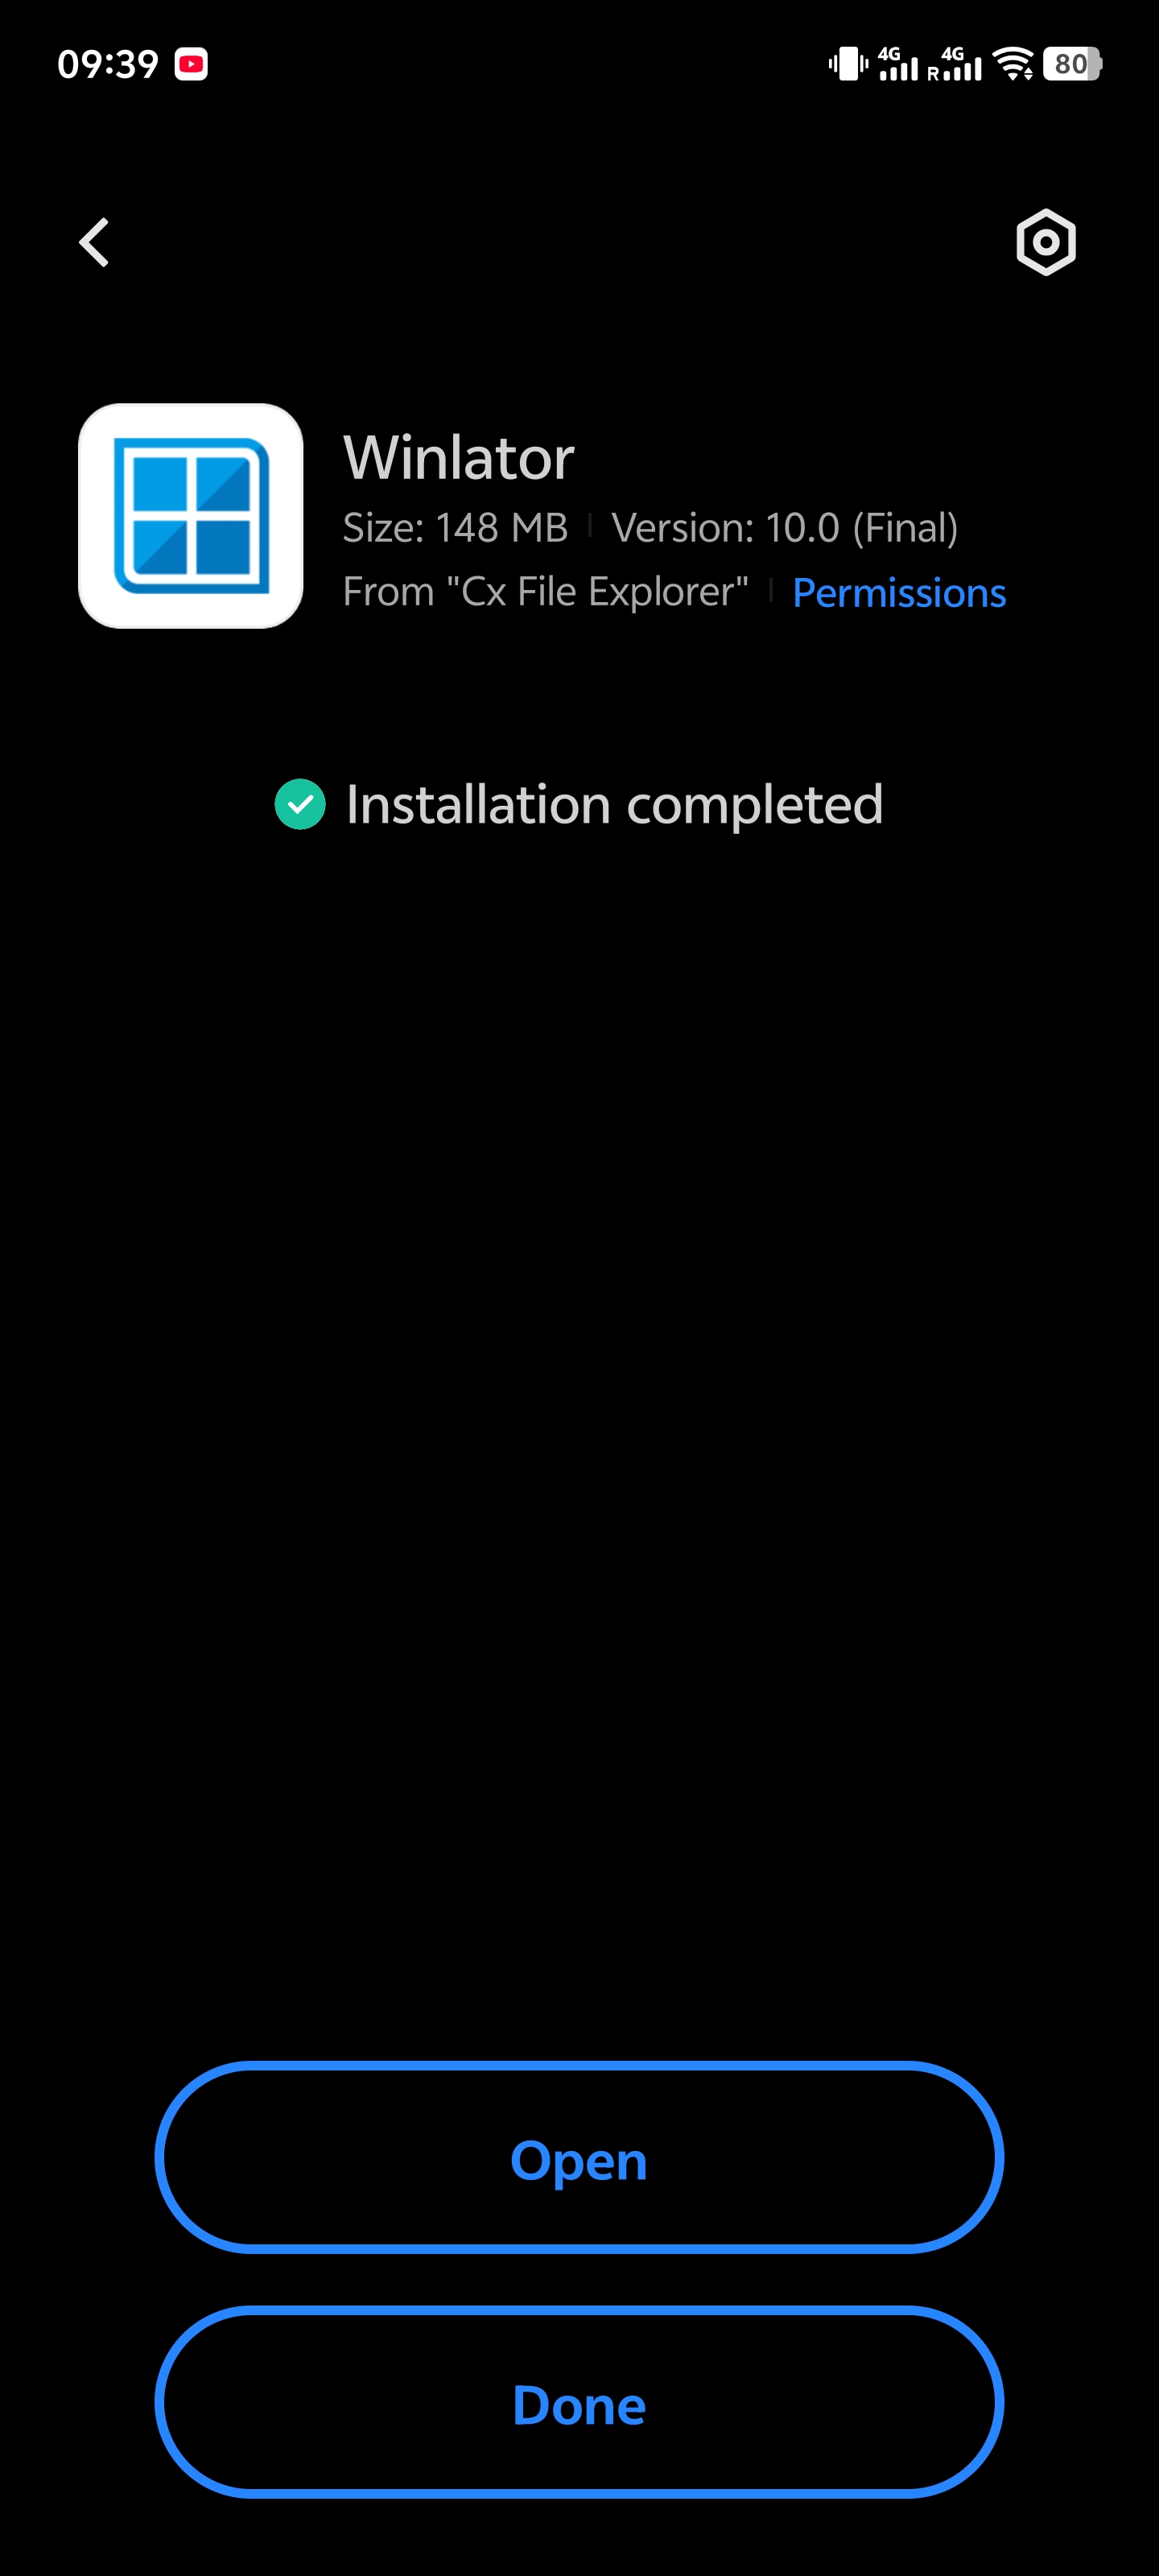 09:39 4G R 4G 80
Winlator
Size: 148 MB Version: 10.0 (Final)
From "Cx File Explorer" Permissions
Installation completed
Open
Done